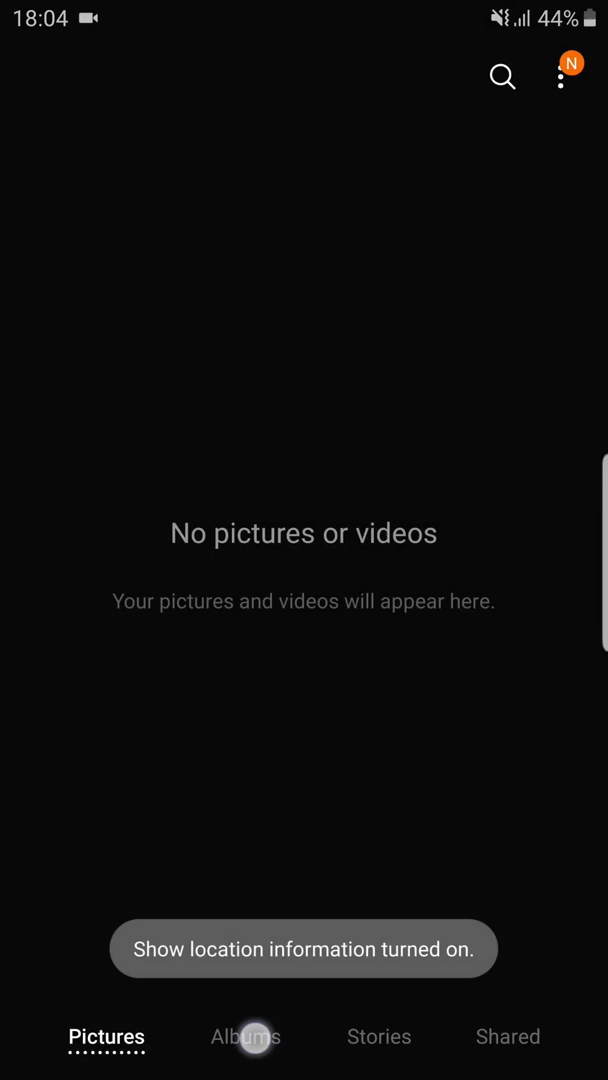 18:04 44%
N
No pictures or videos
Your pictures and videos will appear here.
Show location information turned on.
Pictures Albums Stories Shared